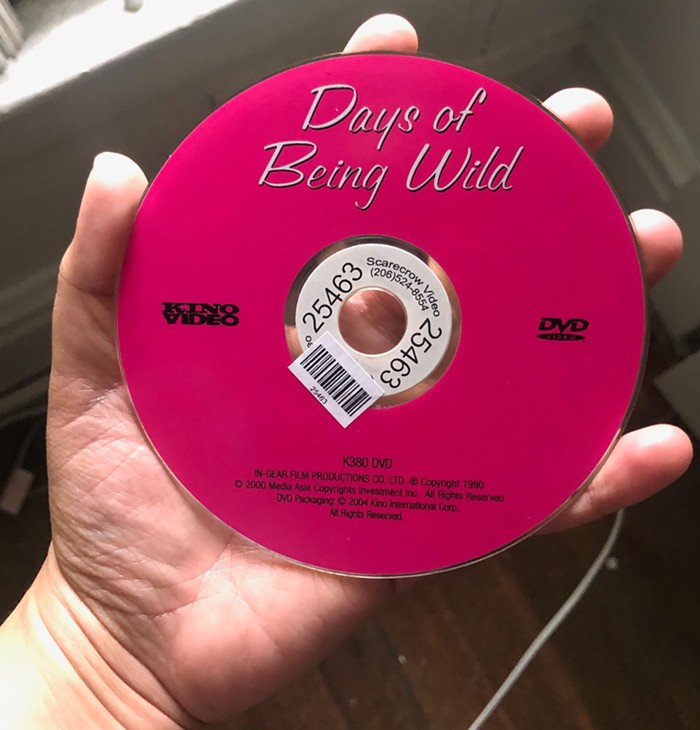 Days of
Being Wild
Scarecrow Video
(206)524-8554
25463
25463
25463
KINO
VIDEO
DVD
VIDEO
K380 DVD
IN-GEAR FILM PRODUCTIONS CO. LTD. ® Copyright 1990
© 2000 Media Asia Copyrights Investment Inc. All Rights Reserved
DVD Packaging: © 2004 Kino International Corp.
All Rights Reserved.